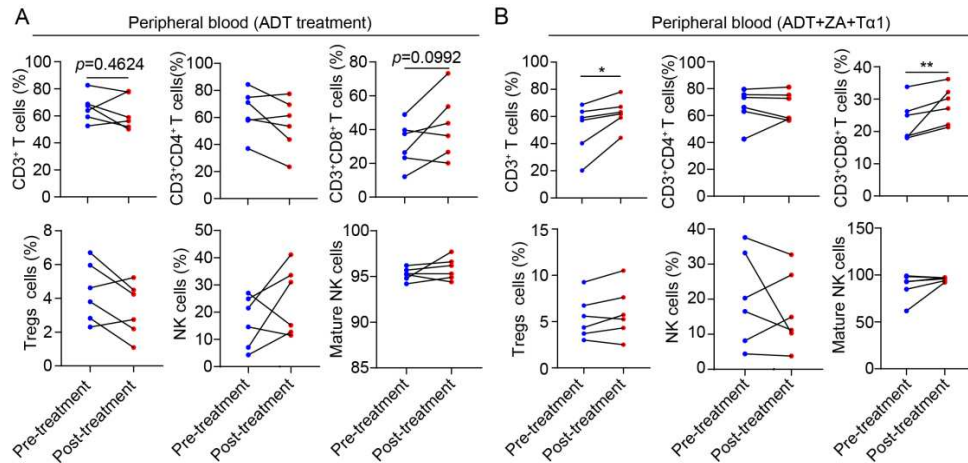 A
Peripheral blood (ADT treatment)
CD3⁺ T cells (%)
100
80
60
40
20
0
p=0.4624
CD3⁺CD4⁺ T cells(%)
100
80
60
40
20
0
CD3⁺CD8⁺ T cells (%)
80
60
40
20
0
p=0.0992
Tregs cells (%)
8
6
4
2
0
Pre-treatment
Post-treatment
NK cells (%)
50
40
30
20
10
0
Pre-treatment
Post-treatment
Mature NK cells
100
95
90
85
Pre-treatment
Post-treatment
B
Peripheral blood (ADT+ZA+Tα1)
CD3⁺ T cells (%)
100
80
60
40
20
0
*
CD3⁺CD4⁺ T cells(%)
100
80
60
40
20
0
CD3⁺CD8⁺ T cells (%)
40
30
20
10
0
**
Tregs cells (%)
15
10
5
0
Pre-treatment
Post-treatment
NK cells (%)
40
30
20
10
0
Pre-treatment
Post-treatment
Mature NK cells
150
100
50
0
Pre-treatment
Post-treatment